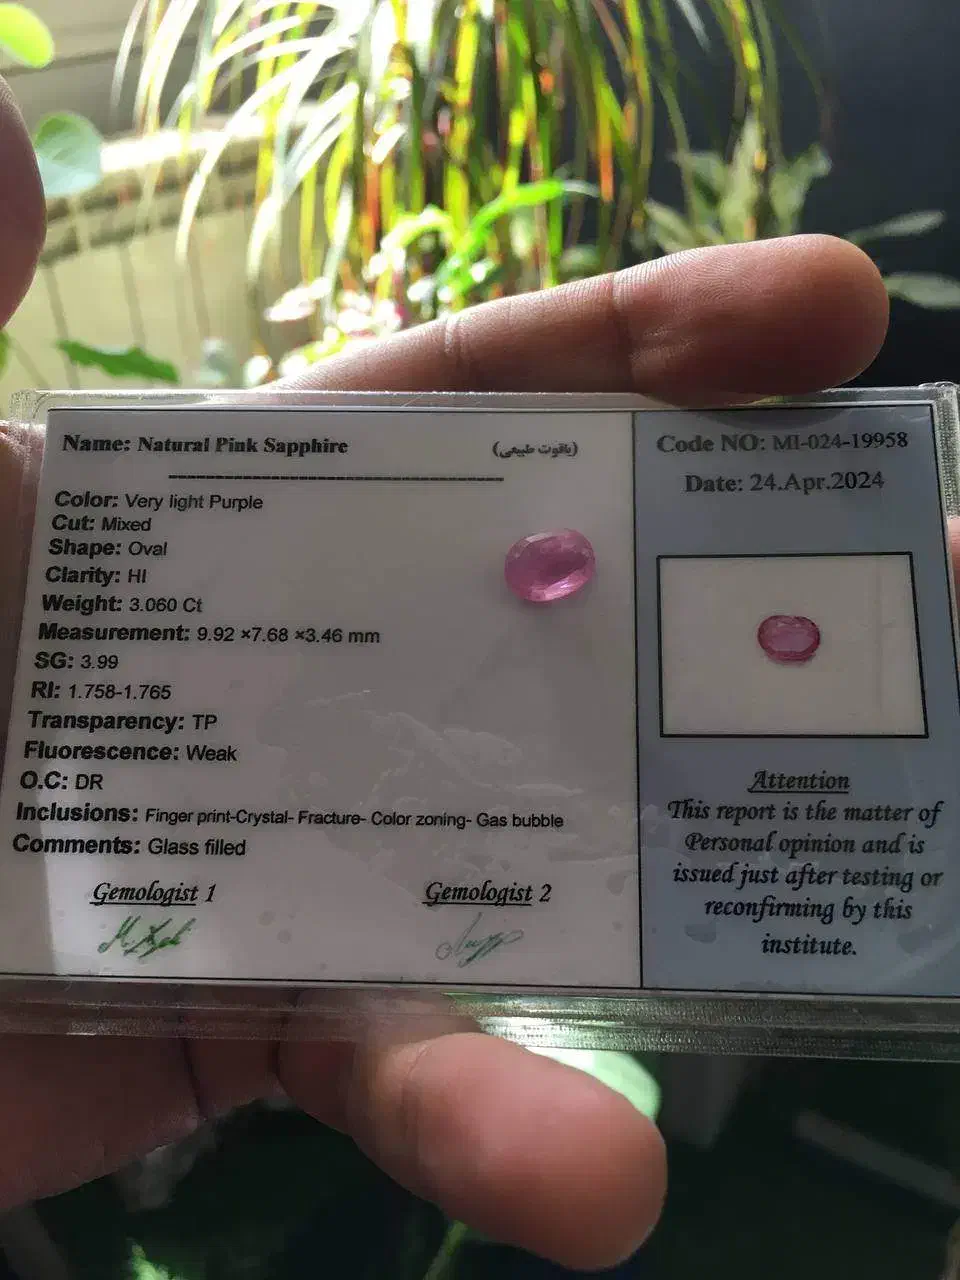 Name: Natural Pink Sapphire (یاقوت طبیعی)
Color: Very light Purple
Cut: Mixed
Shape: Oval
Clarity: HI
Weight: 3.060 Ct
Measurement: 9.92 ×7.68 ×3.46 mm
SG: 3.99
RI: 1.758-1.765
Transparency: TP
Fluorescence: Weak
O.C: DR
Inclusions: Finger print-Crystal- Fracture- Color zoning- Gas bubble
Comments: Glass filled
Gemologist 1
Gemologist 2
Code NO: MI-024-19958
Date: 24.Apr.2024
Attention
This report is the matter of
Personal opinion and is
issued just after testing or
reconfirming by this
institute.